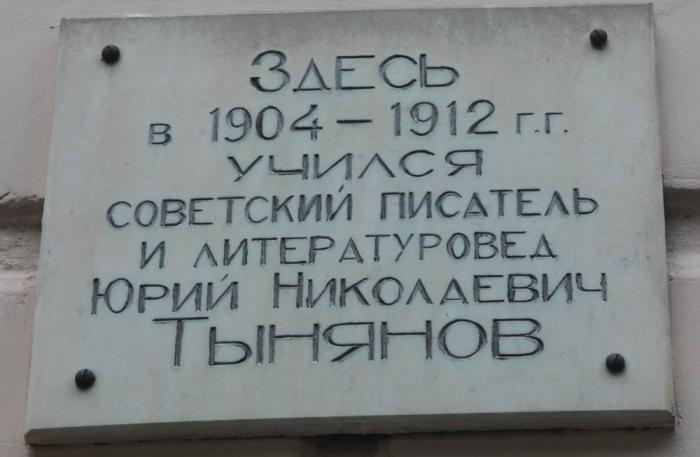 Здесь
в 1904 – 1912 г.г.
учился
советский писатель
и литературовед
Юрий Николаевич
Тынянов